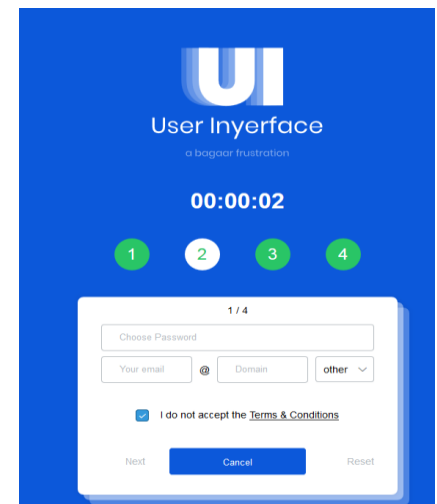 UI
User Inyerface
a bagaar frustration
00:00:02
1 2 3 4
1 / 4
Choose Password
Your email @ Domain other
I do not accept the Terms & Conditions
Next Cancel Reset